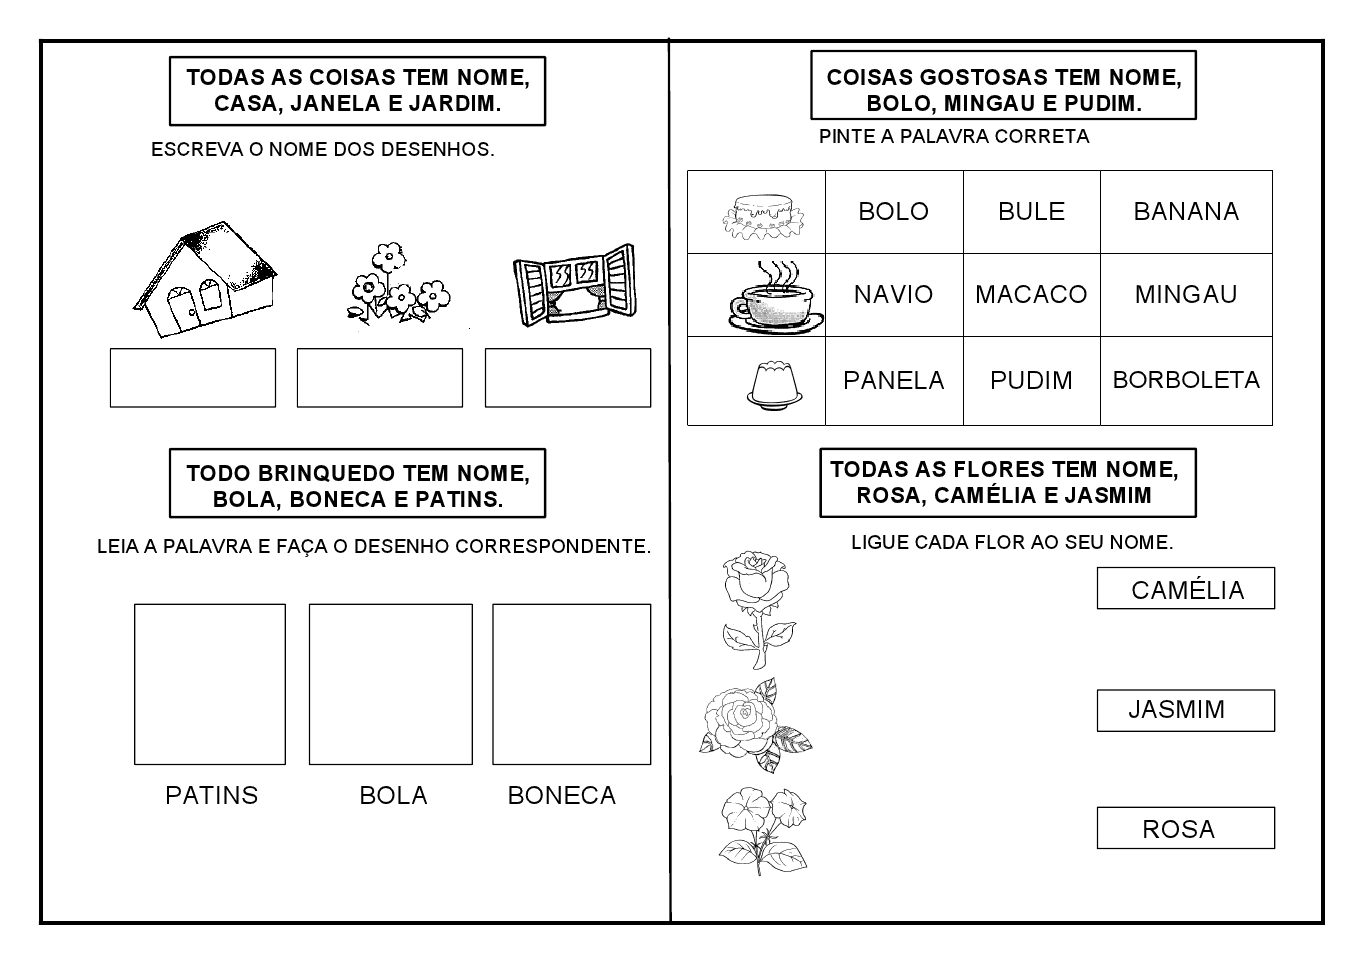 TODAS AS COISAS TEM NOME,
CASA, JANELA E JARDIM.
ESCREVA O NOME DOS DESENHOS.
TODO BRINQUEDO TEM NOME,
BOLA, BONECA E PATINS.
LEIA A PALAVRA E FAÇA O DESENHO CORRESPONDENTE.
PATINS BOLA BONECA
COISAS GOSTOSAS TEM NOME,
BOLO, MINGAU E PUDIM.
PINTE A PALAVRA CORRETA
BOLO BULE BANANA
NAVIO MACACO MINGAU
PANELA PUDIM BORBOLETA
TODAS AS FLORES TEM NOME,
ROSA, CAMÉLIA E JASMIM
LIGUE CADA FLOR AO SEU NOME.
CAMÉLIA
JASMIM
ROSA